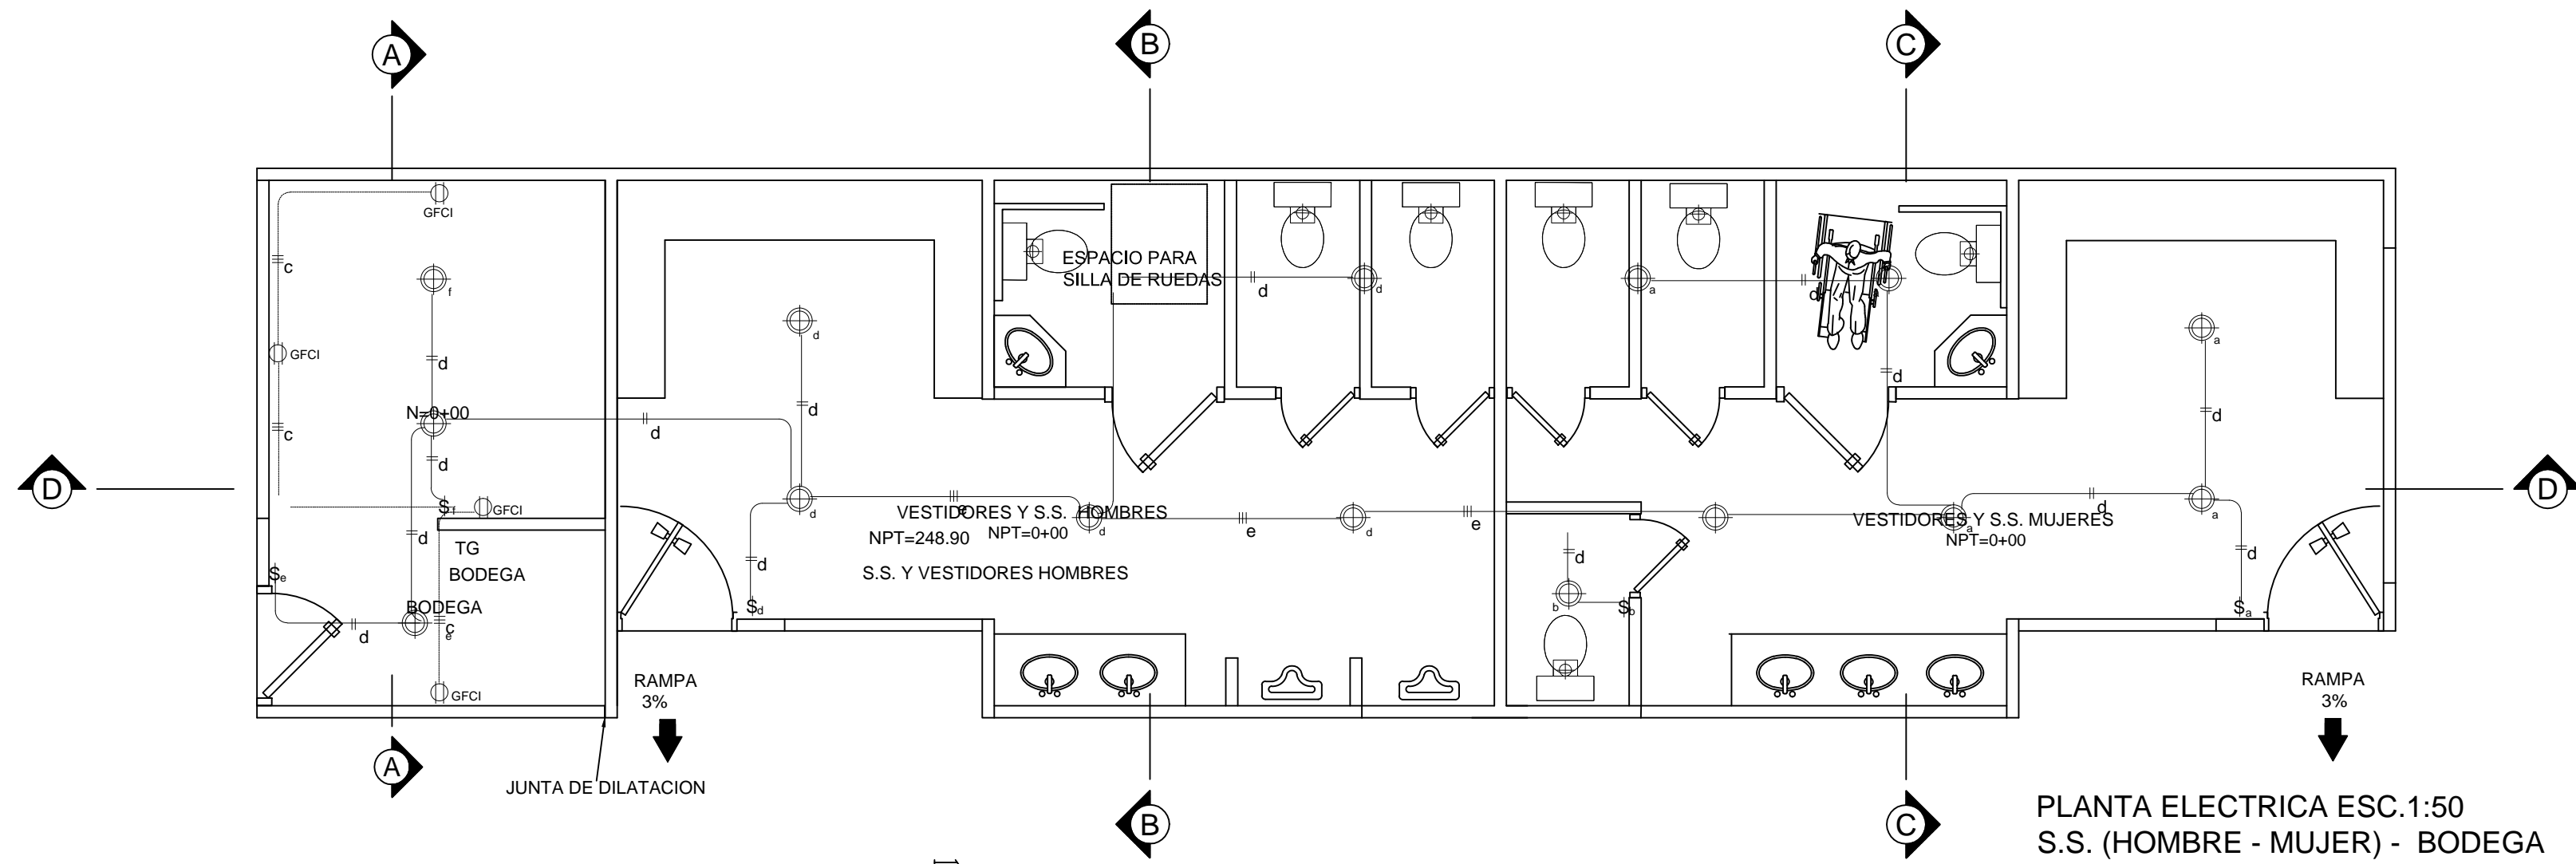 A
B
C
GFCI
c
f
ESPACIO PARA
SILLA DE RUEDAS
d
d
a
d
d
a
GFCI
d
d
d
N=0+00
d
d
d
c
d
D
D
S f
GFCI
d
e
d
e
d
e
a
d
a
VESTIDORES Y S.S. HOMBRES
NPT=248.90
NPT=0+00
VESTIDORES Y S.S. MUJERES
NPT=0+00
d
TG
BODEGA
S.S. Y VESTIDORES HOMBRES
d
d
d
S e
BODEGA
S d
b
S b
S a
d
c
e
GFCI
RAMPA
3%
RAMPA
3%
A
JUNTA DE DILATACION
B
C
PLANTA ELECTRICA ESC.1:50
S.S. (HOMBRE - MUJER) - BODEGA